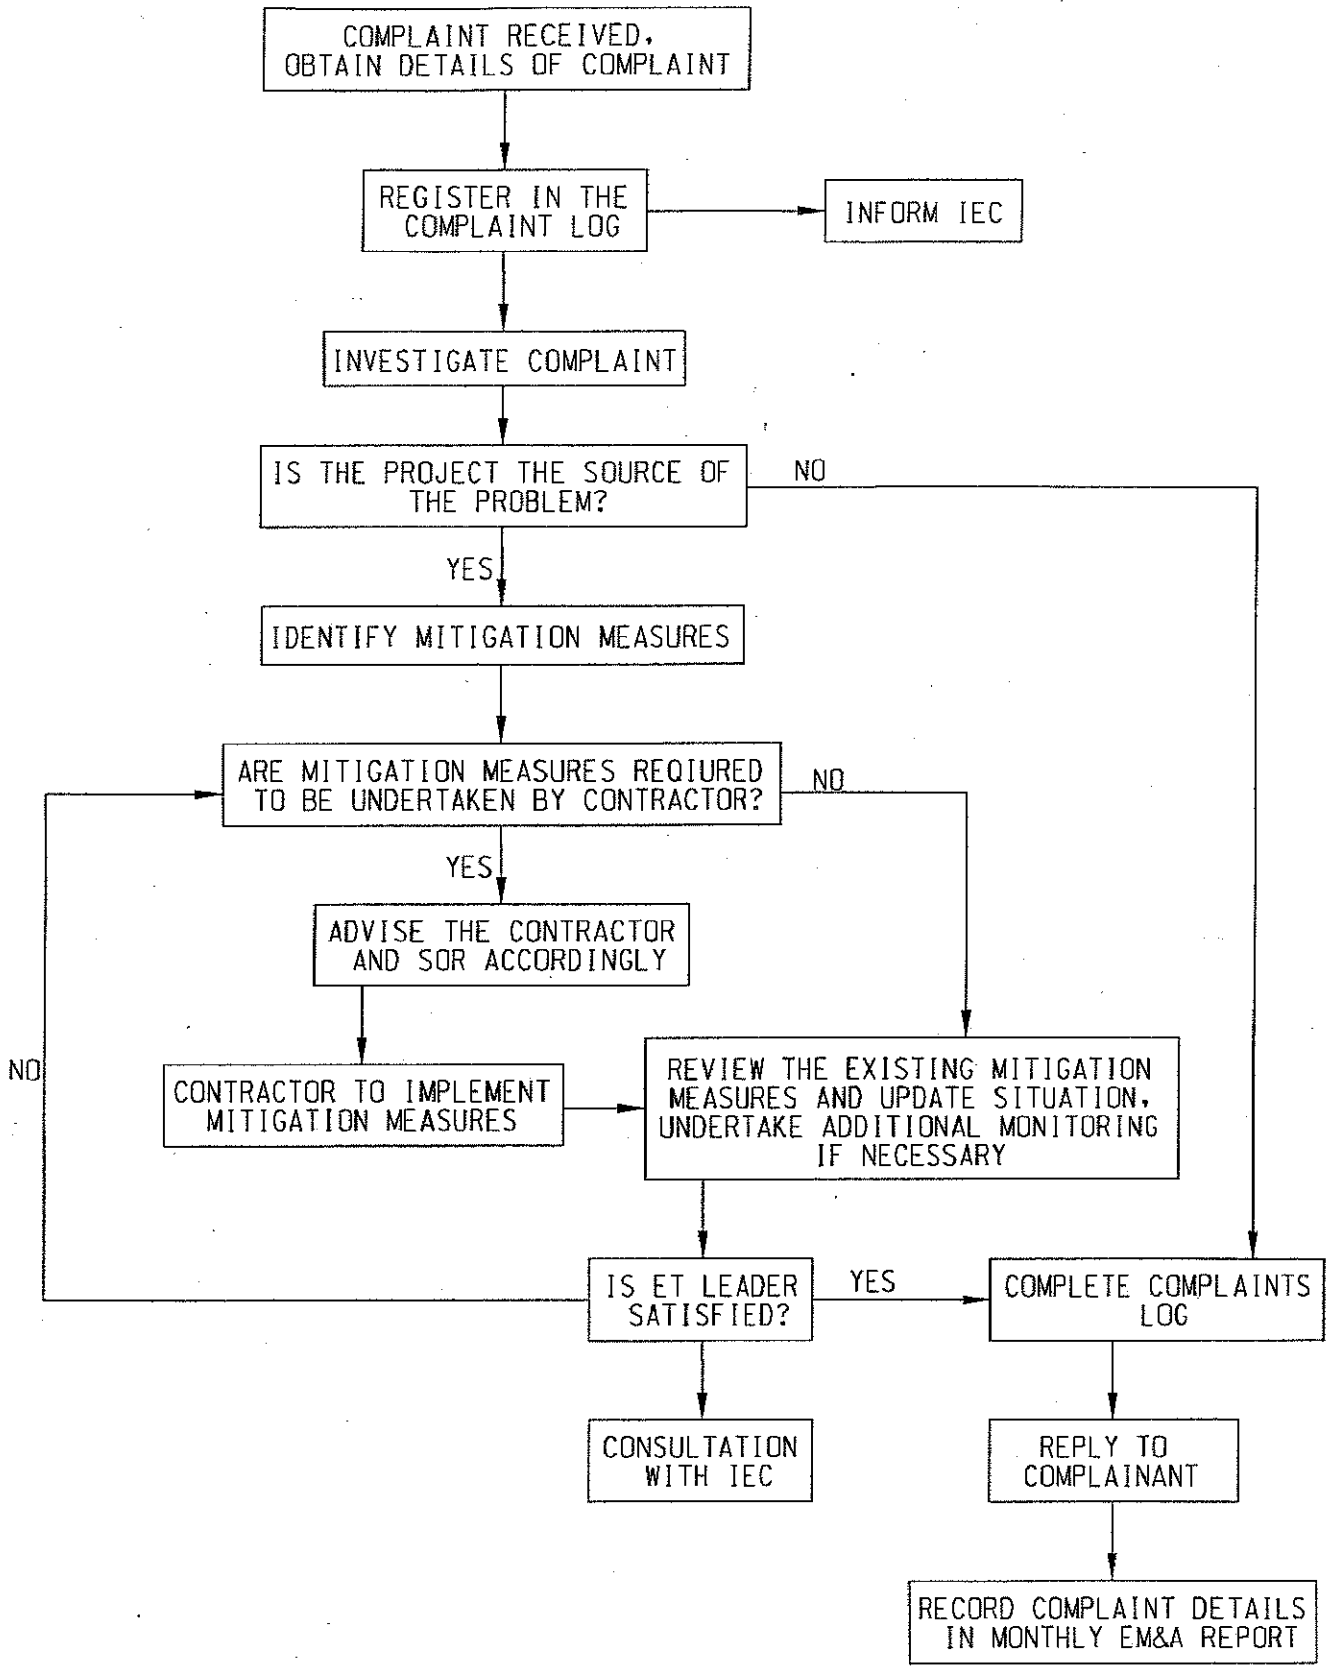 COMPLAINT RECEIVED,
OBTAIN DETAILS OF COMPLAINT
REGISTER IN THE
COMPLAINT LOG
INFORM IEC
INVESTIGATE COMPLAINT
IS THE PROJECT THE SOURCE OF
THE PROBLEM?
NO
YES
IDENTIFY MITIGATION MEASURES
ARE MITIGATION MEASURES REQIURED
TO BE UNDERTAKEN BY CONTRACTOR?
NO
YES
ADVISE THE CONTRACTOR
AND SOR ACCORDINGLY
NO
CONTRACTOR TO IMPLEMENT
MITIGATION MEASURES
REVIEW THE EXISTING MITIGATION
MEASURES AND UPDATE SITUATION,
UNDERTAKE ADDITIONAL MONITORING
IF NECESSARY
IS ET LEADER
SATISFIED?
YES
COMPLETE COMPLAINTS
LOG
CONSULTATION
WITH IEC
REPLY TO
COMPLAINANT
RECORD COMPLAINT DETAILS
IN MONTHLY EM&A REPORT